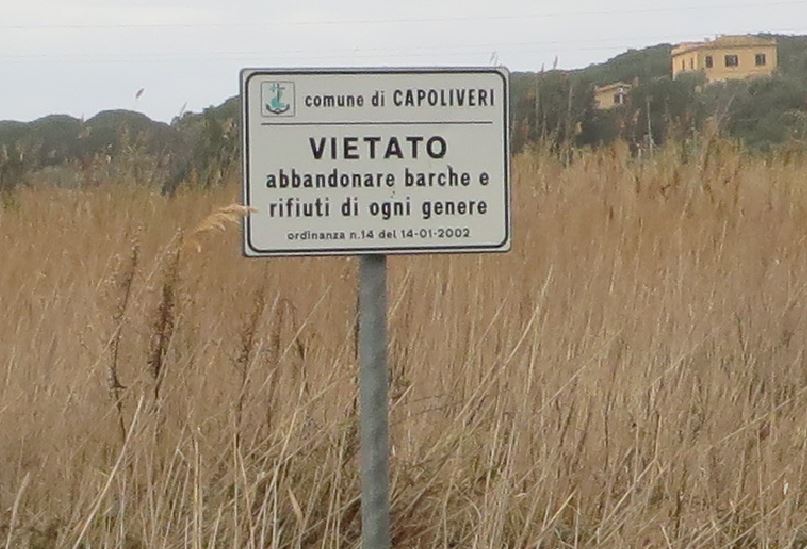 comune di CAPOLIVERI
VIETATO
abbandonare barche e
rifiuti di ogni genere
ordinanza n.14 del 14-01-2002